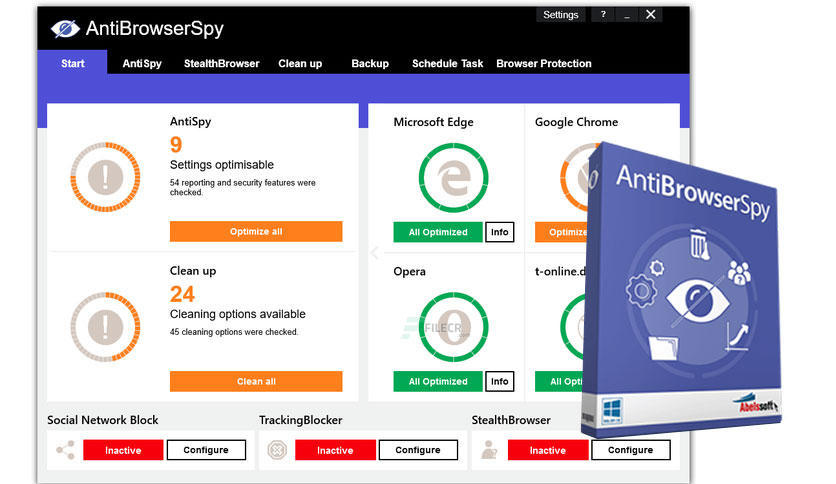 AntiBrowserSpy
Settings
?
Start
AntiSpy
StealthBrowser
Clean up
Backup
Schedule Task
Browser Protection
AntiSpy
9
Settings optimisable
54 reporting and security features were
checked.
Optimize all
Clean up
24
Cleaning options available
45 cleaning options were checked.
Clean all
Microsoft Edge
All Optimized
Info
Google Chrome
Optimize
Opera
FILECR
All Optimized
Info
t-online.d
All Opti
Social Network Block
Inactive
Configure
TrackingBlocker
Inactive
Configure
StealthBrowser
Inactive
Configure
AntiBrowserSpy
Abelssoft